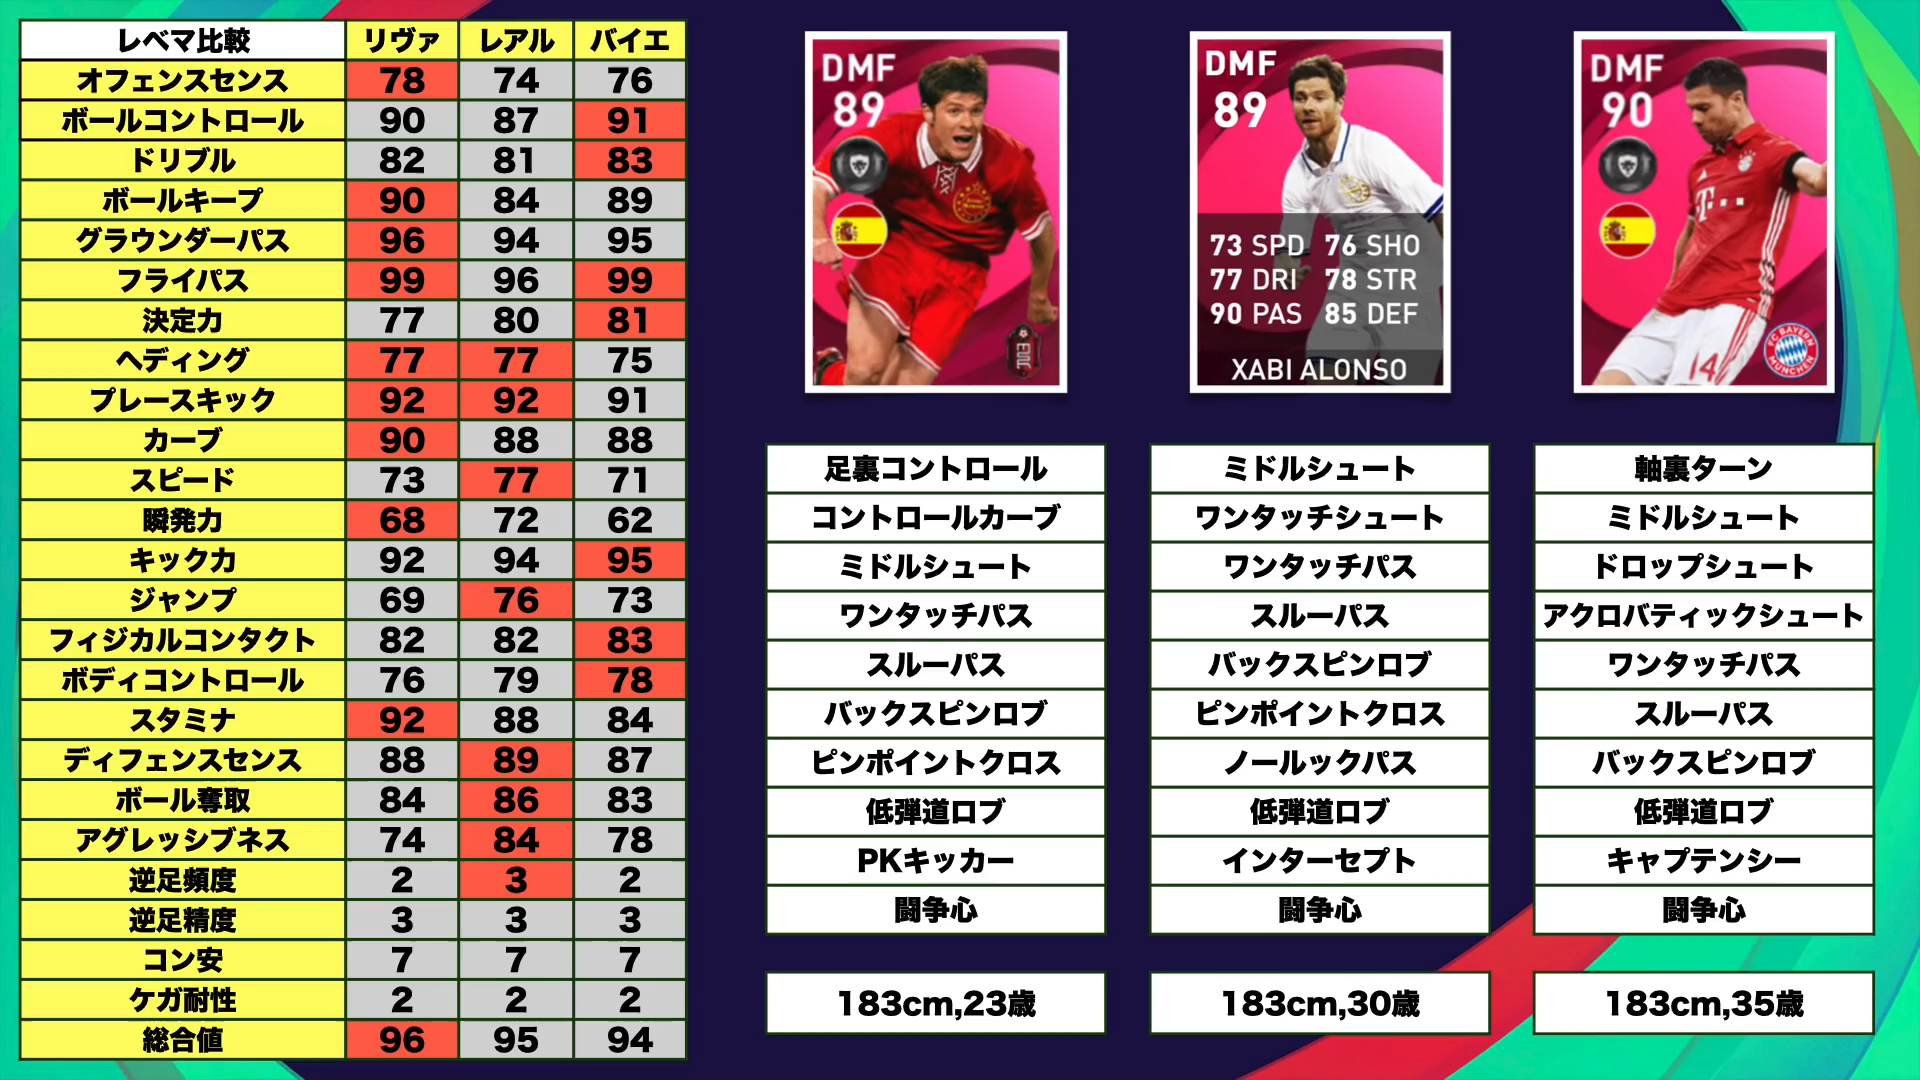 レベマ比較 リヴァ レアル バイエ
オフェンスセンス 78 74 76
ボールコントロール 90 87 91
ドリブル 82 81 83
ボールキープ 90 84 89
グラウンダーパス 96 94 95
フライパス 99 96 99
決定力 77 80 81
ヘディング 77 77 75
プレースキック 92 92 91
カーブ 90 88 88
スピード 73 77 71
瞬発力 68 72 62
キック力 92 94 95
ジャンプ 69 76 73
フィジカルコンタクト 82 82 83
ボディコントロール 76 79 78
スタミナ 92 88 84
ディフェンスセンス 88 89 87
ボール奪取 84 86 83
アグレッシブネス 74 84 78
逆足頻度 2 3 2
逆足精度 3 3 3
コン安 7 7 7
ケガ耐性 2 2 2
総合値 96 95 94
DMF
89
DMF
89
73 SPD 76 SHO
77 DRI 78 STR
90 PAS 85 DEF
XABI ALONSO
DMF
90
T
14
FC BAYERN
MÜNCHEN
足裏コントロール
コントロールカーブ
ミドルシュート
ワンタッチパス
スルーパス
バックスピンロブ
ピンポイントクロス
低弾道ロブ
PKキッカー
闘争心
183cm,23歳
ミドルシュート
ワンタッチシュート
ワンタッチパス
スルーパス
バックスピンロブ
ピンポイントクロス
ノールックパス
低弾道ロブ
インターセプト
闘争心
183cm,30歳
軸裏ターン
ミドルシュート
ドロップシュート
アクロバティックシュート
ワンタッチパス
スルーパス
バックスピンロブ
低弾道ロブ
キャプテンシー
闘争心
183cm,35歳